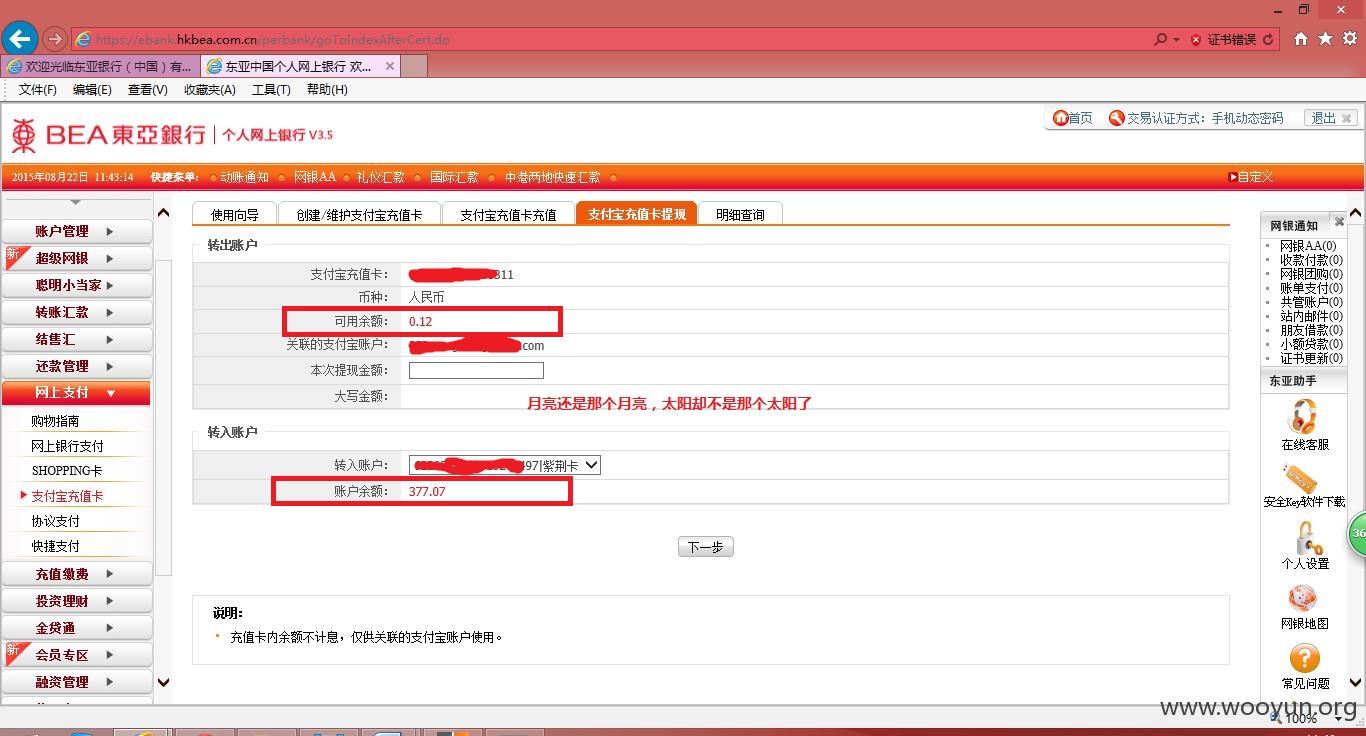 https://ebank.hkbea.com.cn/perbank/goToIndexAfterCert.do
证书错误
欢迎光临东亚银行（中国）有...
东亚中国个人网上银行 欢...
文件(F) 编辑(E) 查看(V) 收藏夹(A) 工具(T) 帮助(H)
BEA 東亞銀行 个人网上银行 V3.5
首页 交易认证方式：手机动态密码 退出
2015年08月22日 11:43:14 快捷菜单： 动账通知 网银AA 礼仪汇款 国际汇款 中港两地快速汇款 自定义
账户管理
新 超级网银
聪明小当家
转账汇款
结售汇
还款管理
网上支付
购物指南
网上银行支付
SHOPPING卡
支付宝充值卡
协议支付
快捷支付
充值缴费
投资理财
金贷通
新 会员专区
融资管理
使用向导 创建/维护支付宝充值卡 支付宝充值卡充值 支付宝充值卡提现 明细查询
转出账户
支付宝充值卡： 311
币种： 人民币
可用余额： 0.12
关联的支付宝账户： com
本次提现金额：
大写金额：
月亮还是那个月亮，太阳却不是那个太阳了
转入账户
转入账户： 497|紫荆卡
账户余额： 377.07
下一步
说明：
充值卡内余额不计息，仅供关联的支付宝账户使用。
网银通知
网银AA(0)
收款付款(0)
网银团购(0)
账单支付(0)
共管账户(0)
站内邮件(0)
朋友借款(0)
小额贷款(0)
证书更新(0)
东亚助手
在线客服
安全Key软件下载
个人设置
网银地图
常见问题
36
www.wooyun.org
100%